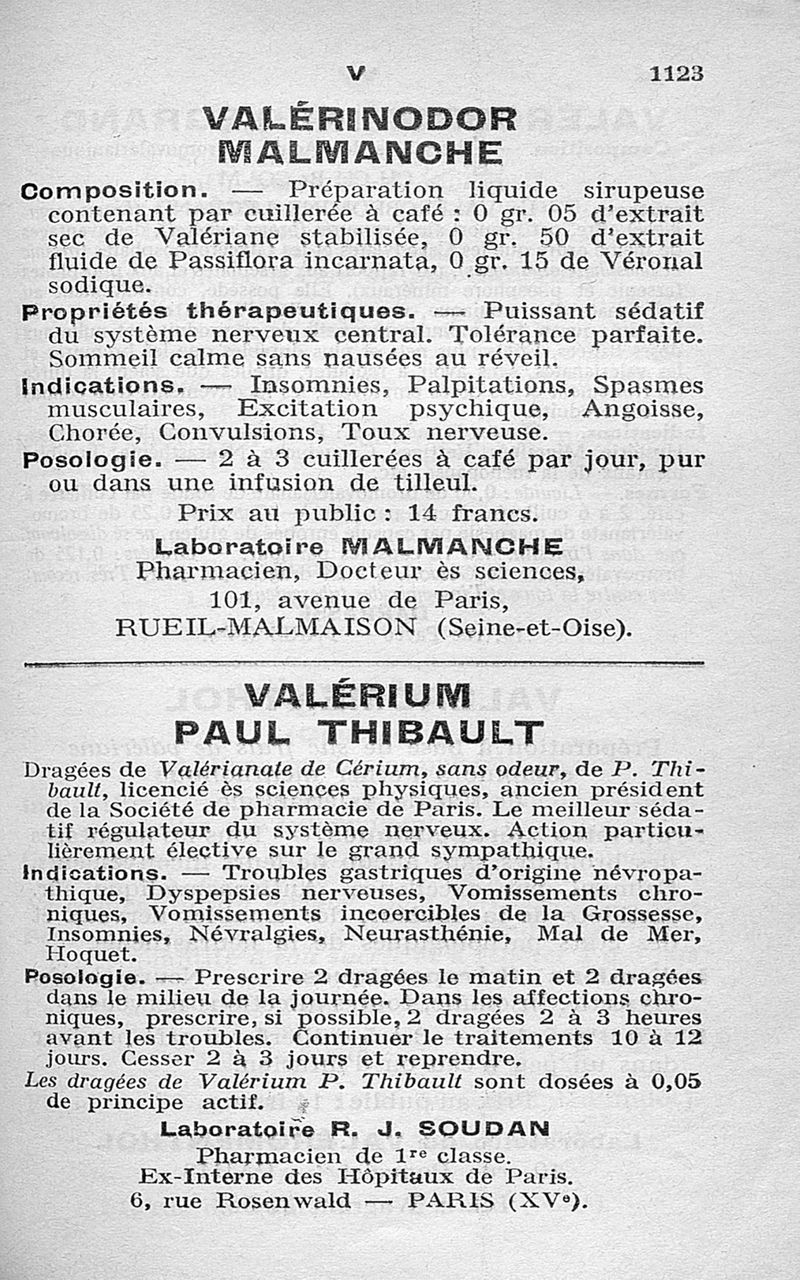 V 1123
VALÉRINODOR
MALMANCHE
Composition. — Préparation liquide sirupeuse
contenant par cuillerée à café : 0 gr. 05 d'extrait
sec de Valériane stabilisée, 0 gr. 50 d'extrait
fluide de Passiflora incarnata, 0 gr. 15 de Véronal
sodique.
Propriétés thérapeutiques. — Puissant sédatif
du système nerveux central. Tolérance parfaite.
Sommeil calme sans nausées au réveil.
Indications. — Insomnies, Palpitations, Spasmes
musculaires, Excitation psychique, Angoisse,
Chorée, Convulsions, Toux nerveuse.
Posologie. — 2 à 3 cuillerées à café par jour, pur
ou dans une infusion de tilleul.
Prix au public : 14 francs.
Laboratoire MALMANCHE
Pharmacien, Docteur ès sciences,
101, avenue de Paris,
RUEIL-MALMAISON (Seine-et-Oise).
VALÉRIUM
PAUL THIBAULT
Dragées de Valérianate de Cérium, sans odeur, de P. Thi-
bault, licencié ès sciences physiques, ancien président
de la Société de pharmacie de Paris. Le meilleur séda-
tif régulateur du système nerveux. Action particu-
lièrement élective sur le grand sympathique.
Indications. — Troubles gastriques d'origine névropa-
thique, Dyspepsies nerveuses, Vomissements chro-
niques, Vomissements incoercibles de la Grossesse,
Insomnies, Névralgies, Neurasthénie, Mal de Mer,
Hoquet.
Posologie. — Prescrire 2 dragées le matin et 2 dragées
dans le milieu de la journée. Dans les affections chro-
niques, prescrire, si possible, 2 dragées 2 à 3 heures
avant les troubles. Continuer le traitements 10 à 12
jours. Cesser 2 à 3 jours et reprendre.
Les dragées de Valérium P. Thibault sont dosées à 0,05
de principe actif.
Laboratoire R. J. SOUDAN
Pharmacien de 1re classe.
Ex-Interne des Hôpitaux de Paris.
6, rue Rosenwald — PARIS (XVe).